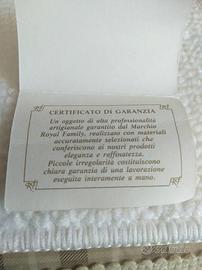 CERTIFICATO DI GARANZIA
Un oggetto di alta professionalità
artigianale garantito dal Marchio
Royal Family, realizzato con materiali
accuratamente selezionati che
conferiscono ai nostri prodotti
eleganza e raffinatezza.
Piccole irregolarità costituiscono
chiara garanzia di una lavorazione
eseguita interamente a mano.